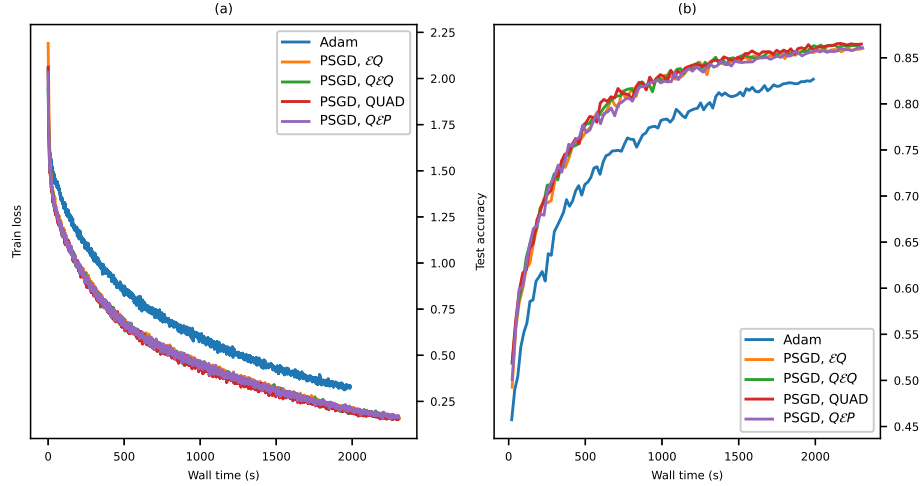 (a)
Train loss
2.25
2.00
1.75
1.50
1.25
1.00
0.75
0.50
0.25
0
500
1000
1500
2000
Wall time (s)
Adam
PSGD, ℰQ
PSGD, QℰQ
PSGD, QUAD
PSGD, QℰP
(b)
Test accuracy
0.85
0.80
0.75
0.70
0.65
0.60
0.55
0.50
0.45
0
500
1000
1500
2000
Wall time (s)
Adam
PSGD, ℰQ
PSGD, QℰQ
PSGD, QUAD
PSGD, QℰP